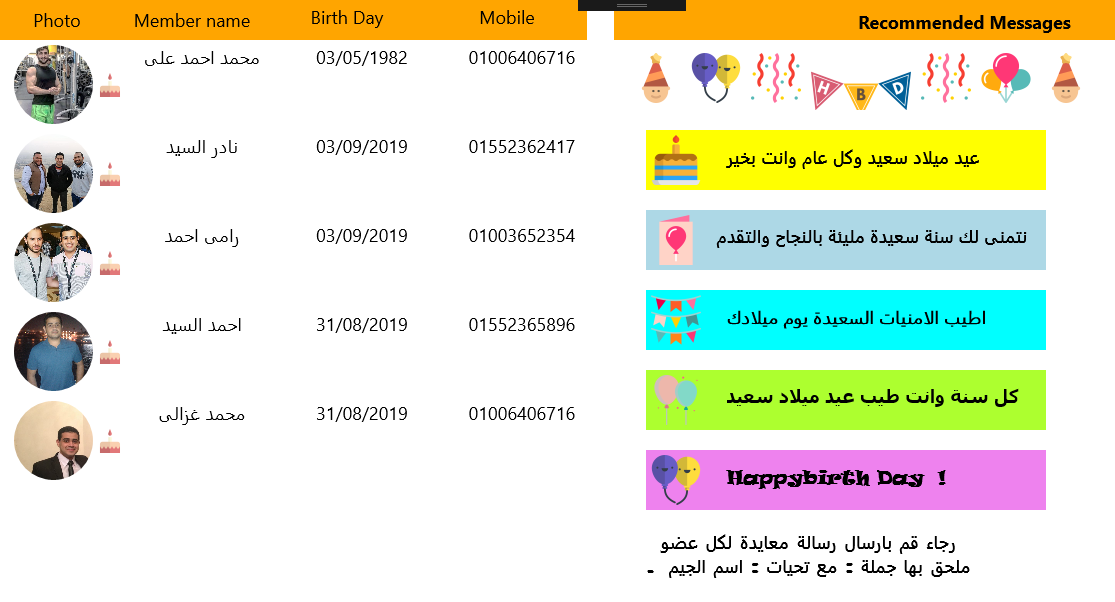 Photo Member name Birth Day Mobile
محمد احمد على 03/05/1982 01006406716
نادر السيد 03/09/2019 01552362417
رامى احمد 03/09/2019 01003652354
احمد السيد 31/08/2019 01552365896
محمد غزالى 31/08/2019 01006406716
Recommended Messages
H B D
عيد ميلاد سعيد وكل عام وانت بخير
نتمنى لك سنة سعيدة مليئة بالنجاح والتقدم
اطيب الامنيات السعيدة يوم ميلادك
كل سنة وانت طيب عيد ميلاد سعيد
Happybirth Day !
رجاء قم بارسال رسالة معايدة لكل عضو
ملحق بها جملة : مع تحيات : اسم الجيم .